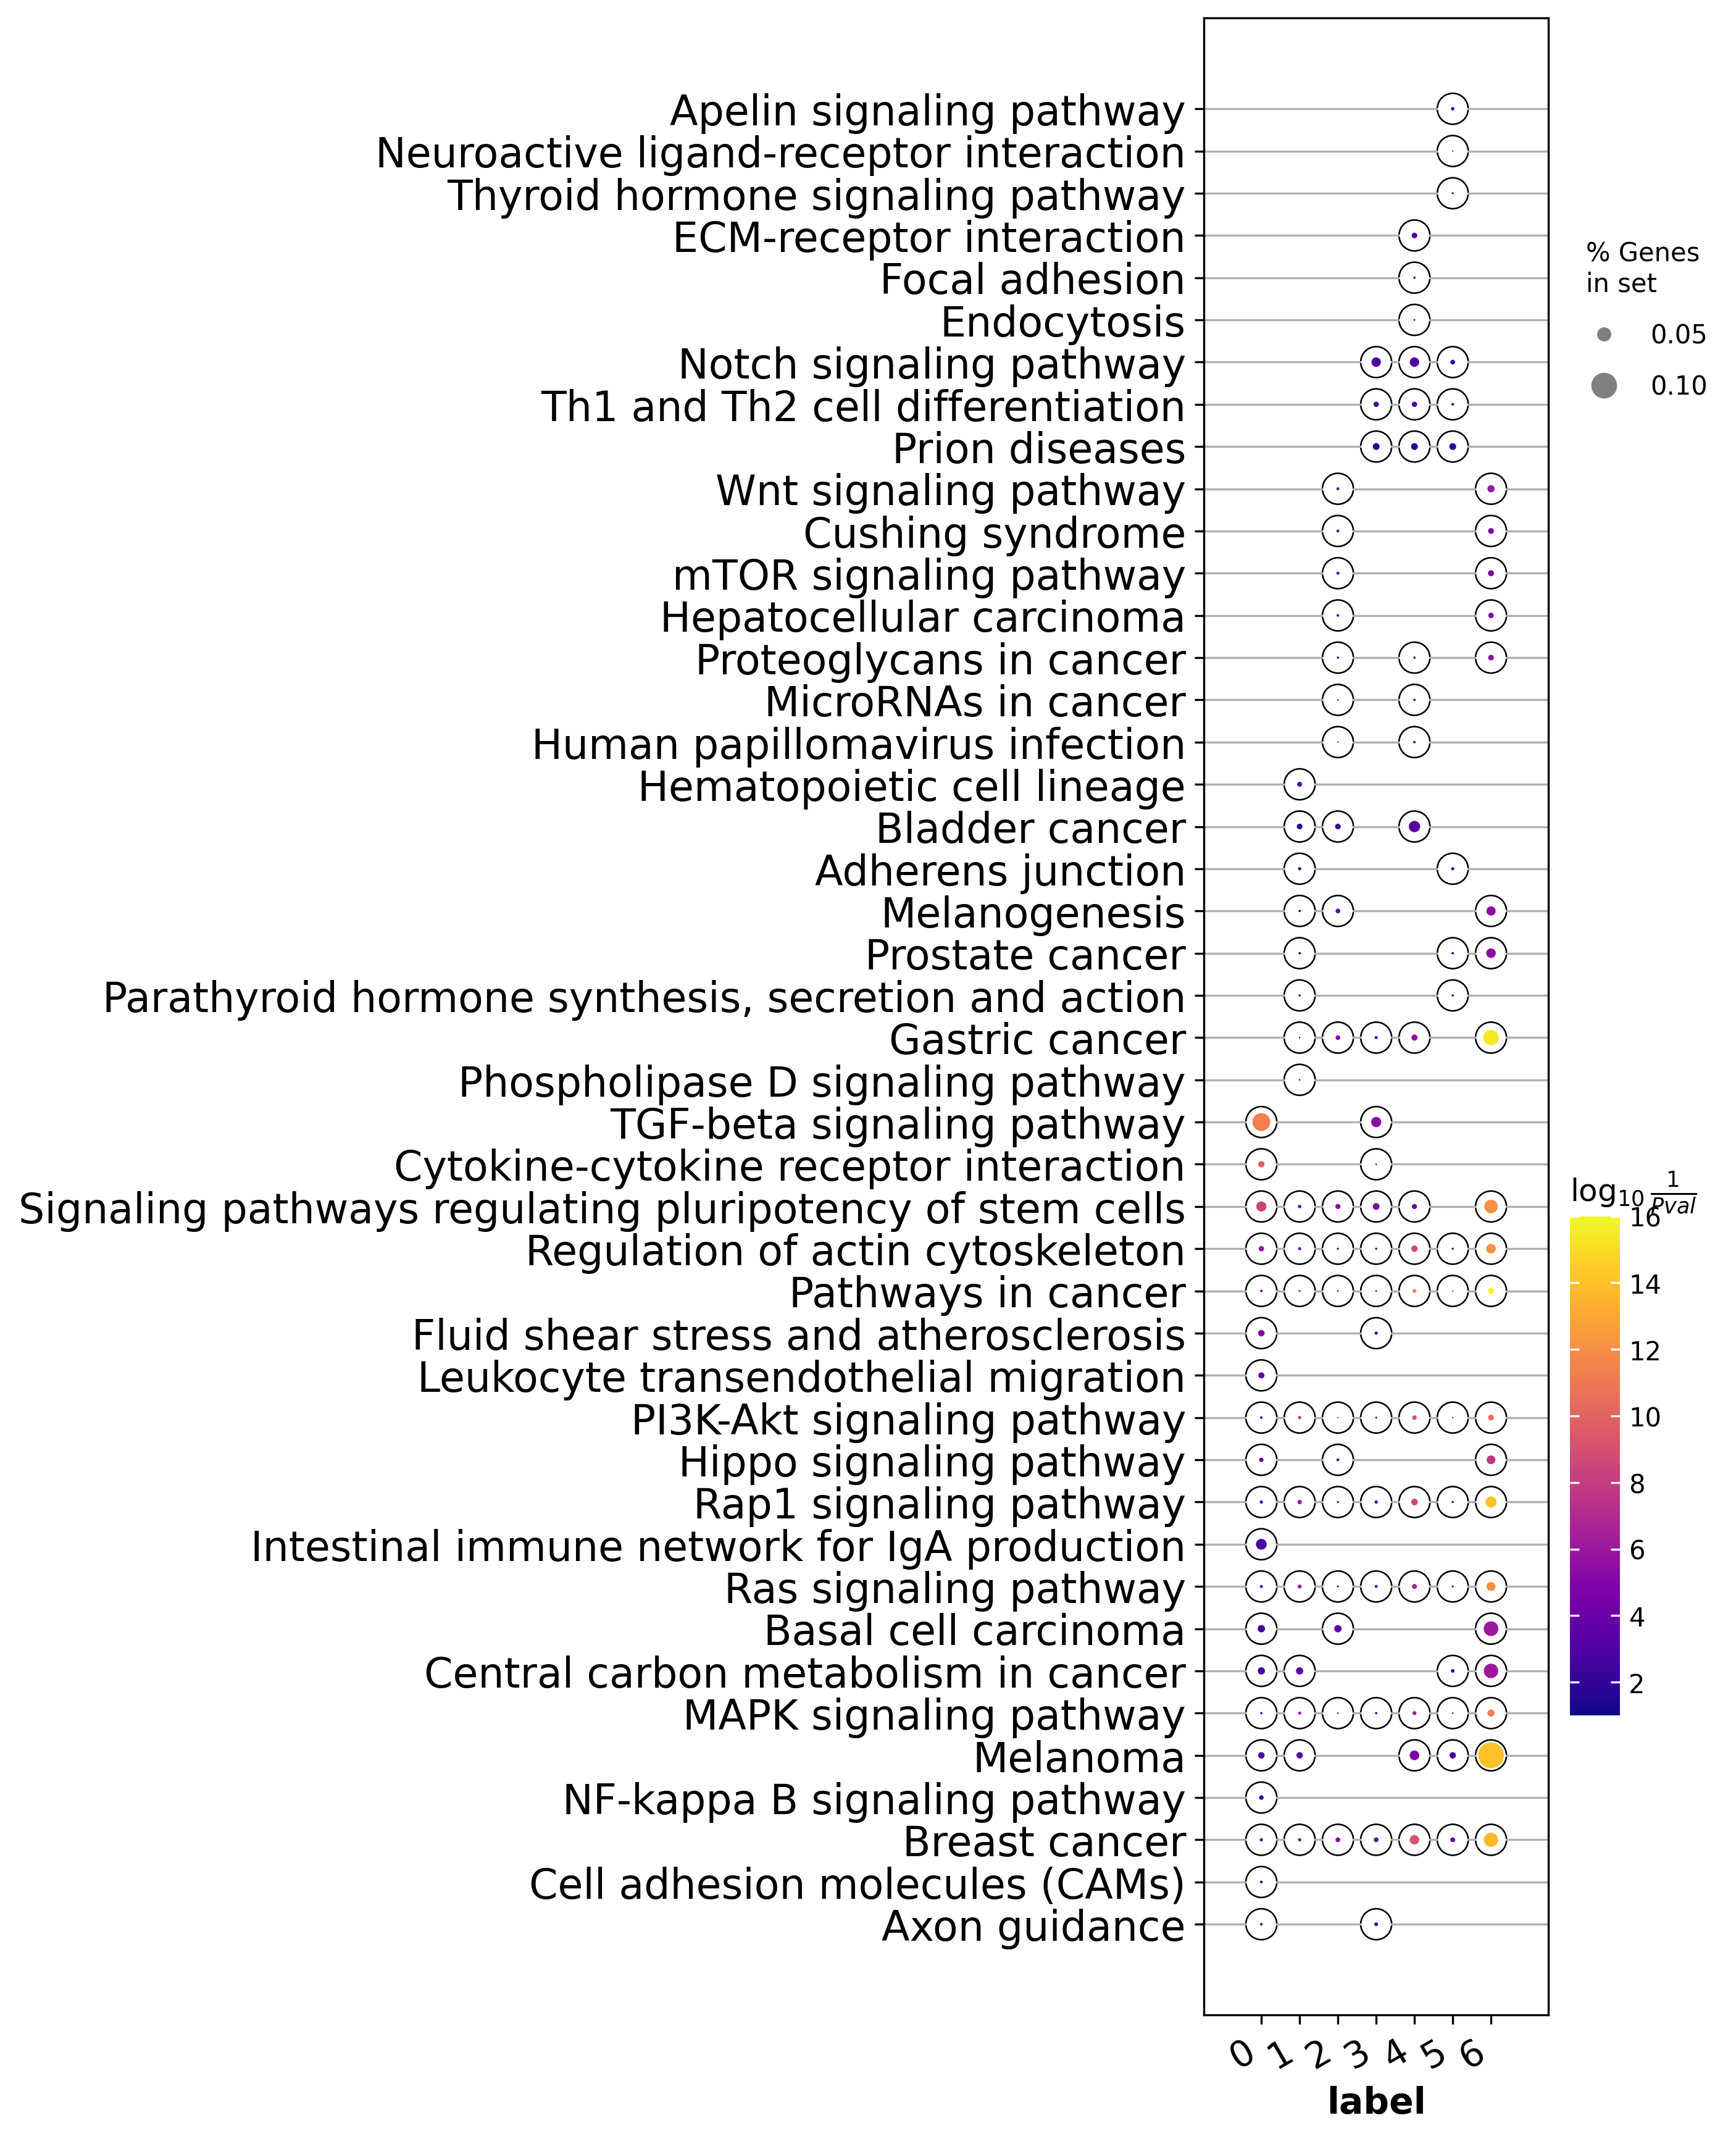 Apelin signaling pathway
Neuroactive ligand-receptor interaction
Thyroid hormone signaling pathway
ECM-receptor interaction
Focal adhesion
Endocytosis
Notch signaling pathway
Th1 and Th2 cell differentiation
Prion diseases
Wnt signaling pathway
Cushing syndrome
mTOR signaling pathway
Hepatocellular carcinoma
Proteoglycans in cancer
MicroRNAs in cancer
Human papillomavirus infection
Hematopoietic cell lineage
Bladder cancer
Adherens junction
Melanogenesis
Prostate cancer
Parathyroid hormone synthesis, secretion and action
Gastric cancer
Phospholipase D signaling pathway
TGF-beta signaling pathway
Cytokine-cytokine receptor interaction
Signaling pathways regulating pluripotency of stem cells
Regulation of actin cytoskeleton
Pathways in cancer
Fluid shear stress and atherosclerosis
Leukocyte transendothelial migration
PI3K-Akt signaling pathway
Hippo signaling pathway
Rap1 signaling pathway
Intestinal immune network for IgA production
Ras signaling pathway
Basal cell carcinoma
Central carbon metabolism in cancer
MAPK signaling pathway
Melanoma
NF-kappa B signaling pathway
Breast cancer
Cell adhesion molecules (CAMs)
Axon guidance
0 1 2 3 4 5 6
label
% Genes
in set
0.05
0.10
log₁₀ 1/Pval
16
14
12
10
8
6
4
2